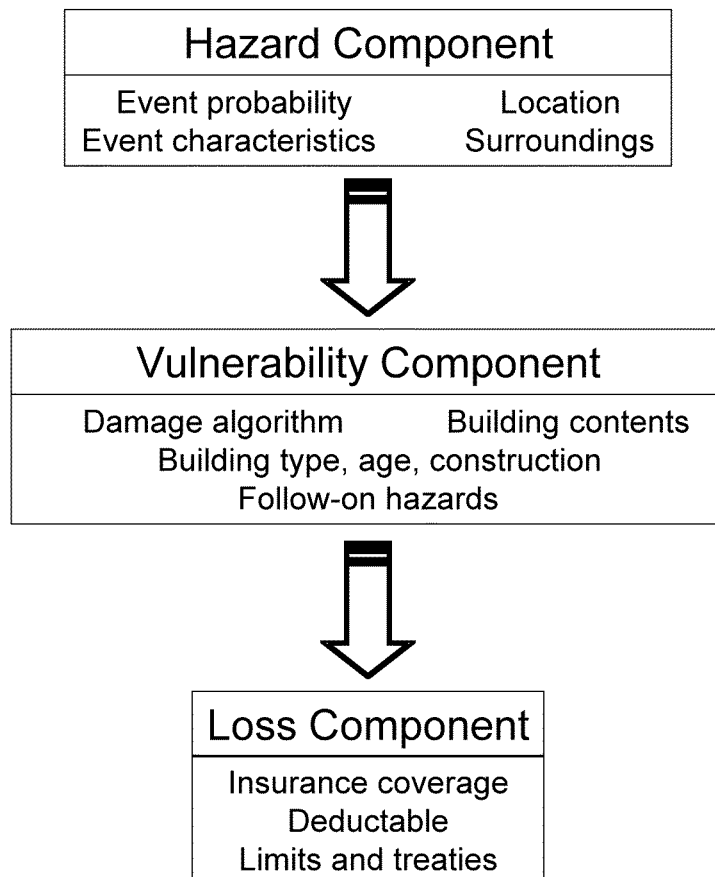 Hazard Component
Event probability Location
Event characteristics Surroundings
Vulnerability Component
Damage algorithm Building contents
Building type, age, construction
Follow-on hazards
Loss Component
Insurance coverage
Deductable
Limits and treaties